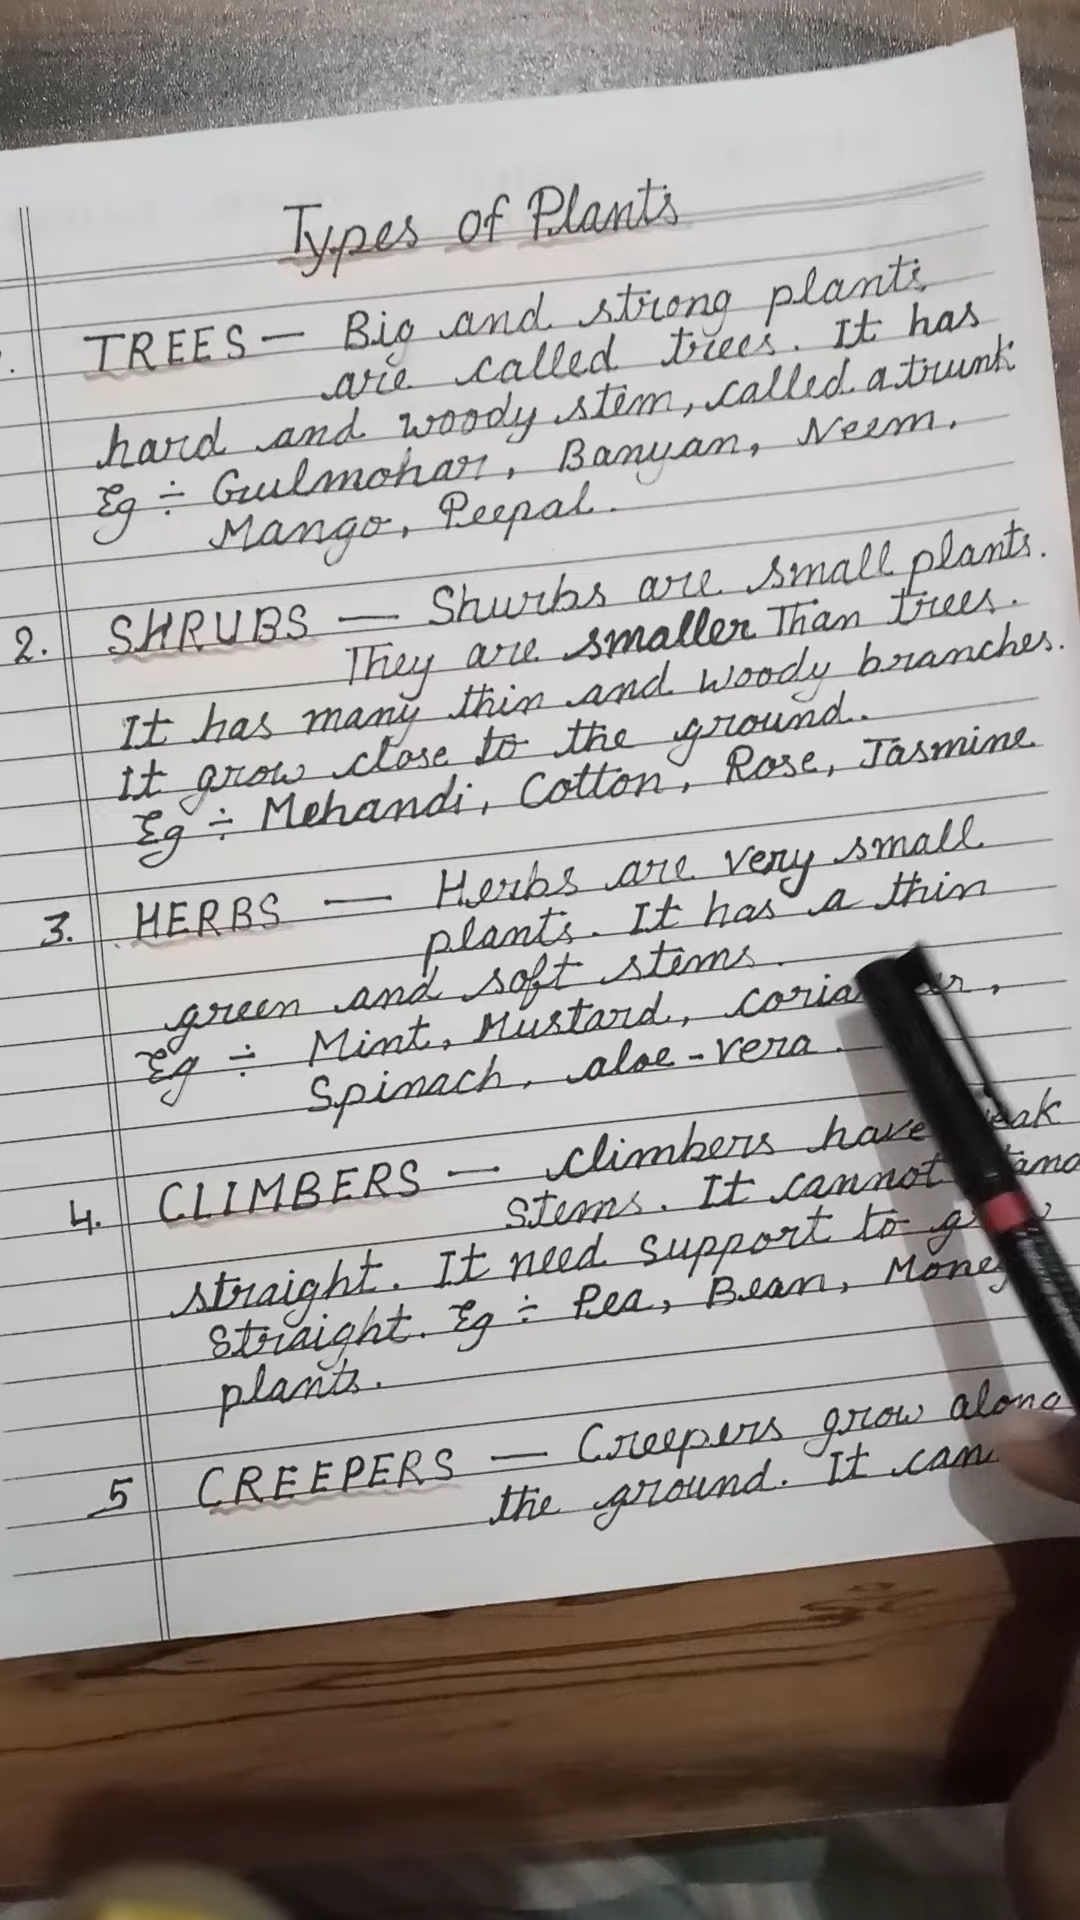 Types of Plants
TREES — Big and strong plants
are called trees. It has
hard and woody stem, called a trunk
Eg ÷ Gulmohar, Banyan, Neem,
Mango, Peepal.
2. SHRUBS — Shurbs are small plants.
They are smaller Than trees.
It has many thin and woody branches.
It grow close to the ground.
Eg ÷ Mehandi, Cotton, Rose, Jasmine
3. HERBS — Herbs are very small
plants. It has a thin
green and soft stems.
Eg ÷ Mint, Mustard,
Spinach, aloe-vera.
4. CLIMBERS — climbers have
Stems. It cannot
straight. It need support to
Straight. Eg ÷ Pea, Bean, Money
plants.
5 CREEPERS — Creepers grow along
the ground. It can